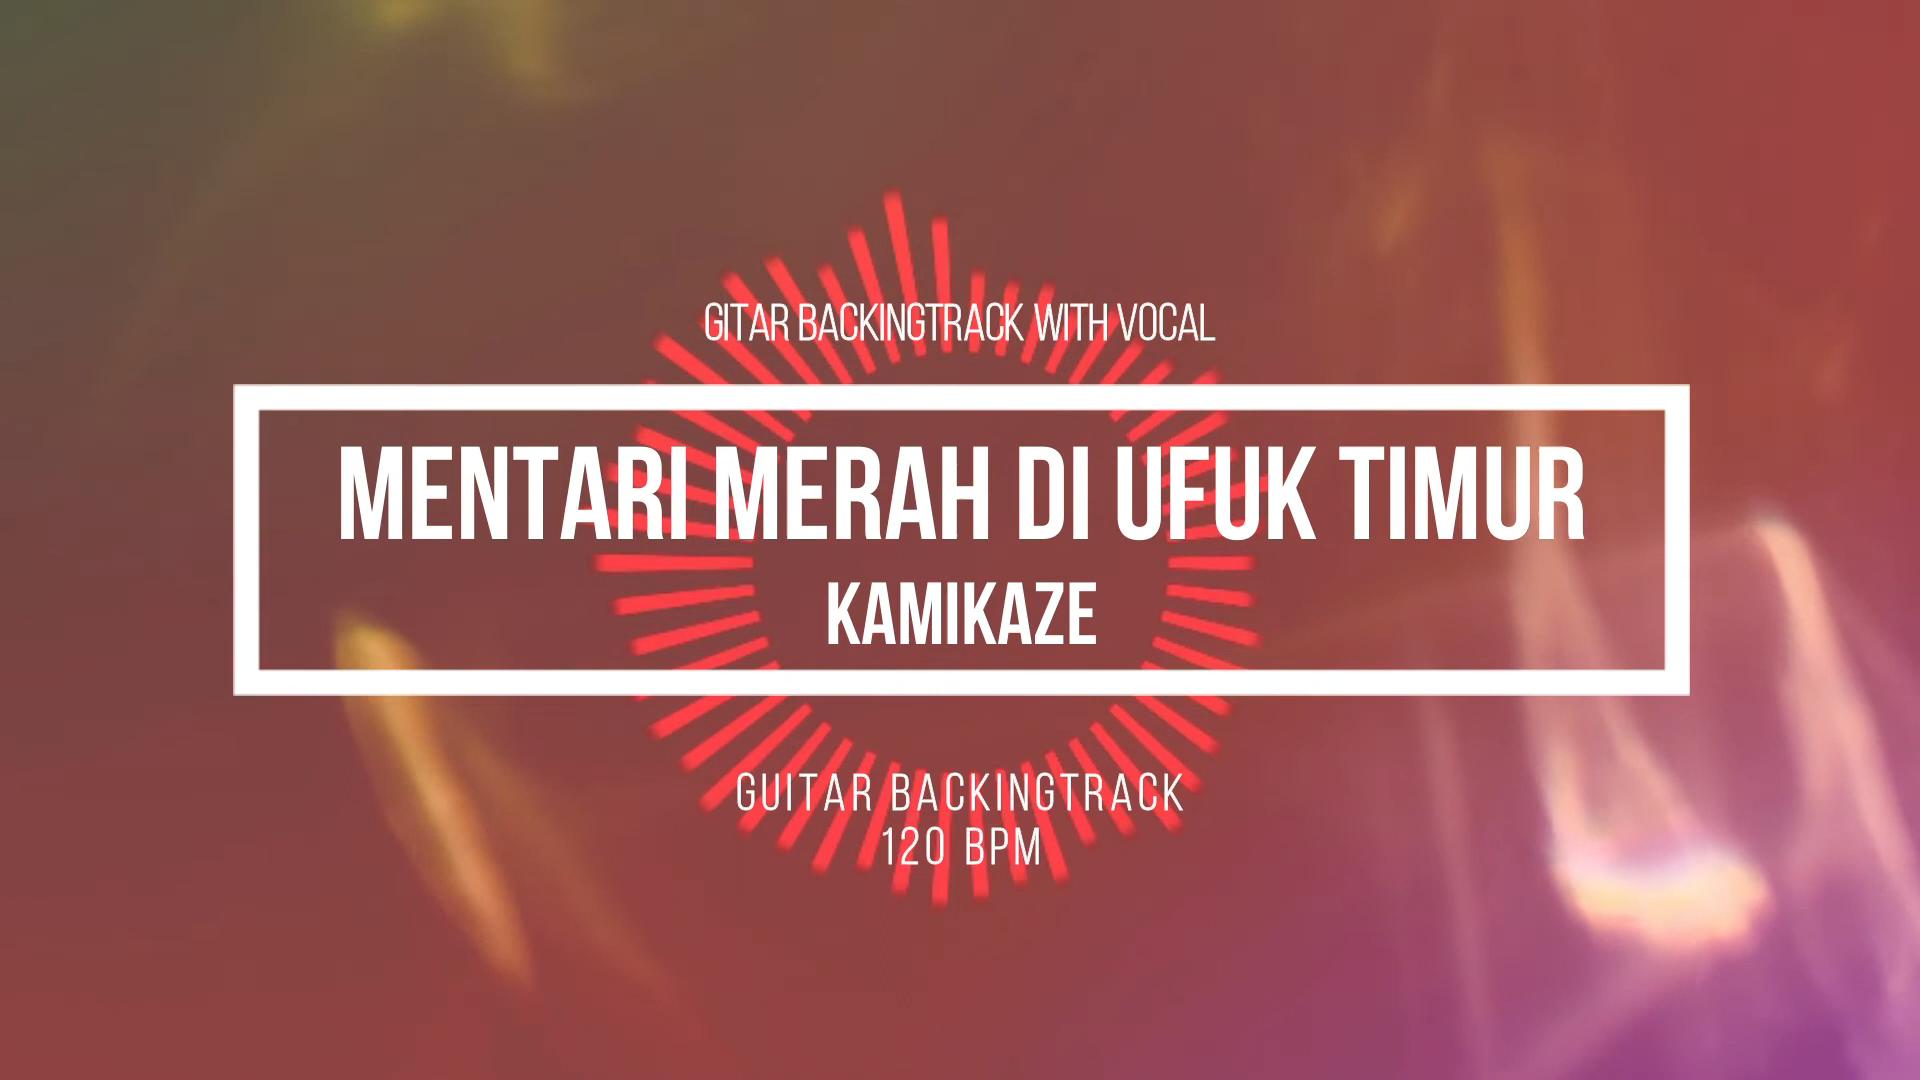 GITAR BACKINGTRACK WITH VOCAL
MENTARI MERAH DI UFUK TIMUR
KAMIKAZE
GUITAR BACKINGTRACK
120 BPM